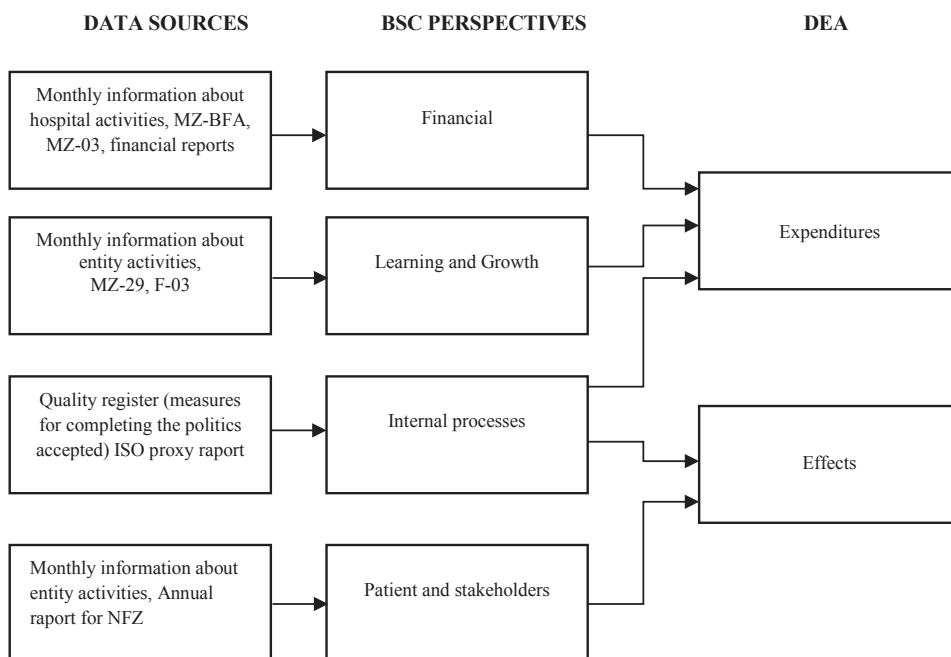 DATA SOURCES
BSC PERSPECTIVES
DEA
Monthly information about
hospital activities, MZ-BFA,
MZ-03, financial reports
Financial
Expenditures
Monthly information about
entity activities,
MZ-29, F-03
Learning and Growth
Quality register (measures
for completing the politics
accepted) ISO proxy raport
Internal processes
Effects
Monthly information about
entity activities, Annual
raport for NFZ
Patient and stakeholders